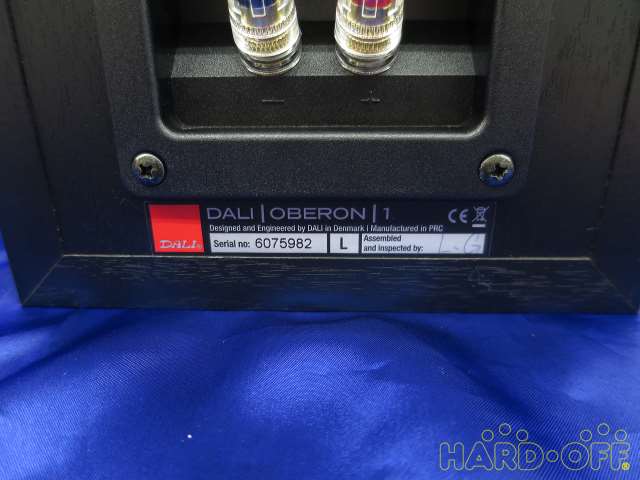 − +
DALI | OBERON | 1
Designed and Engineered by DALI in Denmark | Manufactured in PRC
CE
DALI®
Serial no: 6075982
L
Assembled
and inspected by:
HARD·OFF®